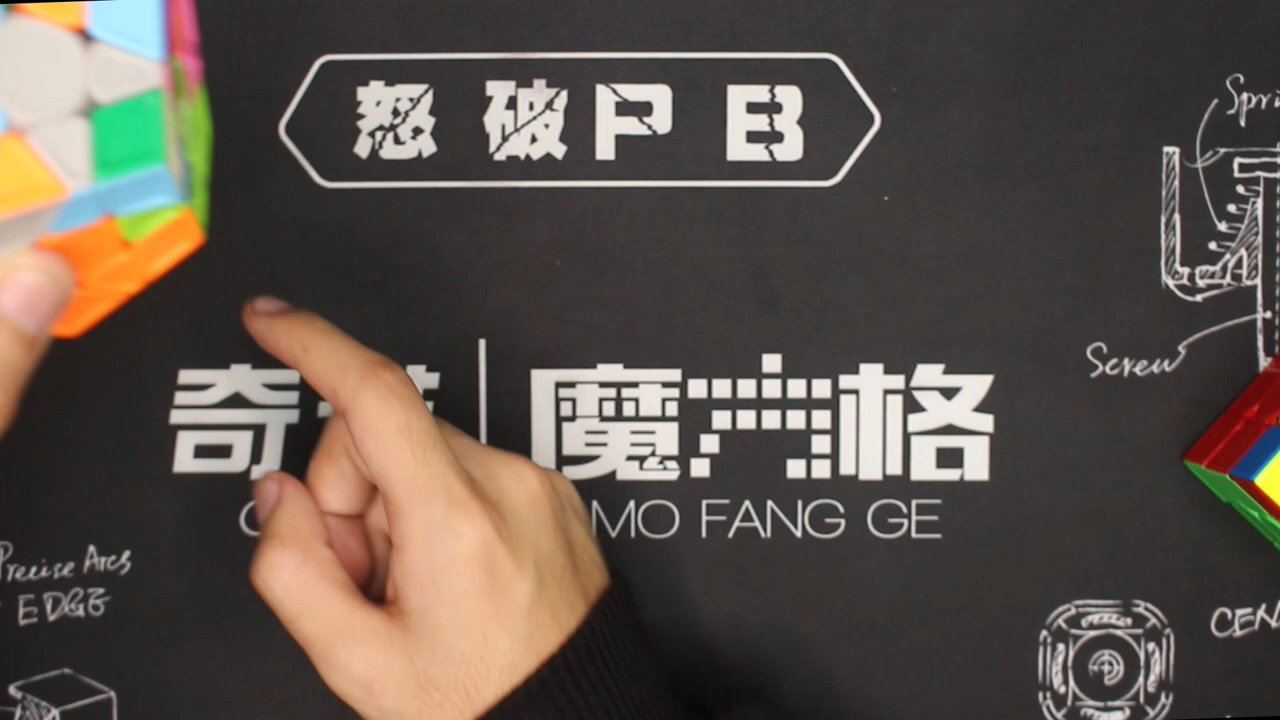 怒破PB
Spri
Screw
奇 魔方格
MO FANG GE
Precise Arcs
EDGE
CEN